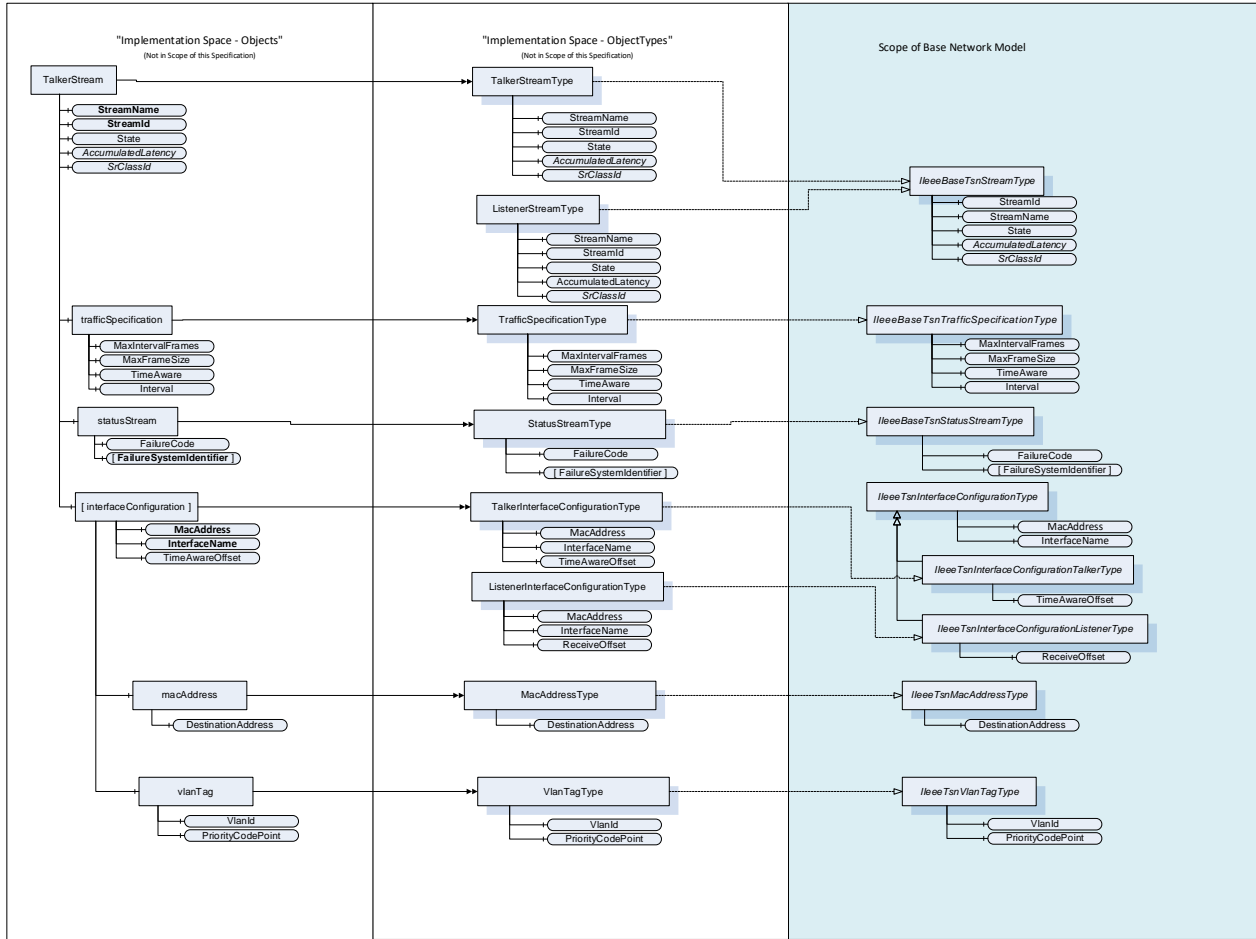 "Implementation Space - Objects"
(Not in Scope of this Specification)
TalkerStream
StreamName
StreamId
State
AccumulatedLatency
SrClassId
trafficSpecification
MaxIntervalFrames
MaxFrameSize
TimeAware
Interval
statusStream
FailureCode
[ FailureSystemIdentifier ]
[ interfaceConfiguration ]
MacAddress
InterfaceName
TimeAwareOffset
macAddress
DestinationAddress
vlanTag
VlanId
PriorityCodePoint
"Implementation Space - ObjectTypes"
(Not in Scope of this Specification)
TalkerStreamType
StreamName
StreamId
State
AccumulatedLatency
SrClassId
ListenerStreamType
StreamName
StreamId
State
AccumulatedLatency
SrClassId
TrafficSpecificationType
MaxIntervalFrames
MaxFrameSize
TimeAware
Interval
StatusStreamType
FailureCode
[ FailureSystemIdentifier ]
TalkerInterfaceConfigurationType
MacAddress
InterfaceName
TimeAwareOffset
ListenerInterfaceConfigurationType
MacAddress
InterfaceName
ReceiveOffset
MacAddressType
DestinationAddress
VlanTagType
VlanId
PriorityCodePoint
Scope of Base Network Model
IIeeeBaseTsnStreamType
StreamId
StreamName
State
AccumulatedLatency
SrClassId
IIeeeBaseTsnTrafficSpecificationType
MaxIntervalFrames
MaxFrameSize
TimeAware
Interval
IIeeeBaseTsnStatusStreamType
FailureCode
[ FailureSystemIdentifier ]
IIeeeTsnInterfaceConfigurationType
MacAddress
InterfaceName
IIeeeTsnInterfaceConfigurationTalkerType
TimeAwareOffset
IIeeeTsnInterfaceConfigurationListenerType
ReceiveOffset
IIeeeTsnMacAddressType
DestinationAddress
IIeeeTsnVlanTagType
VlanId
PriorityCodePoint